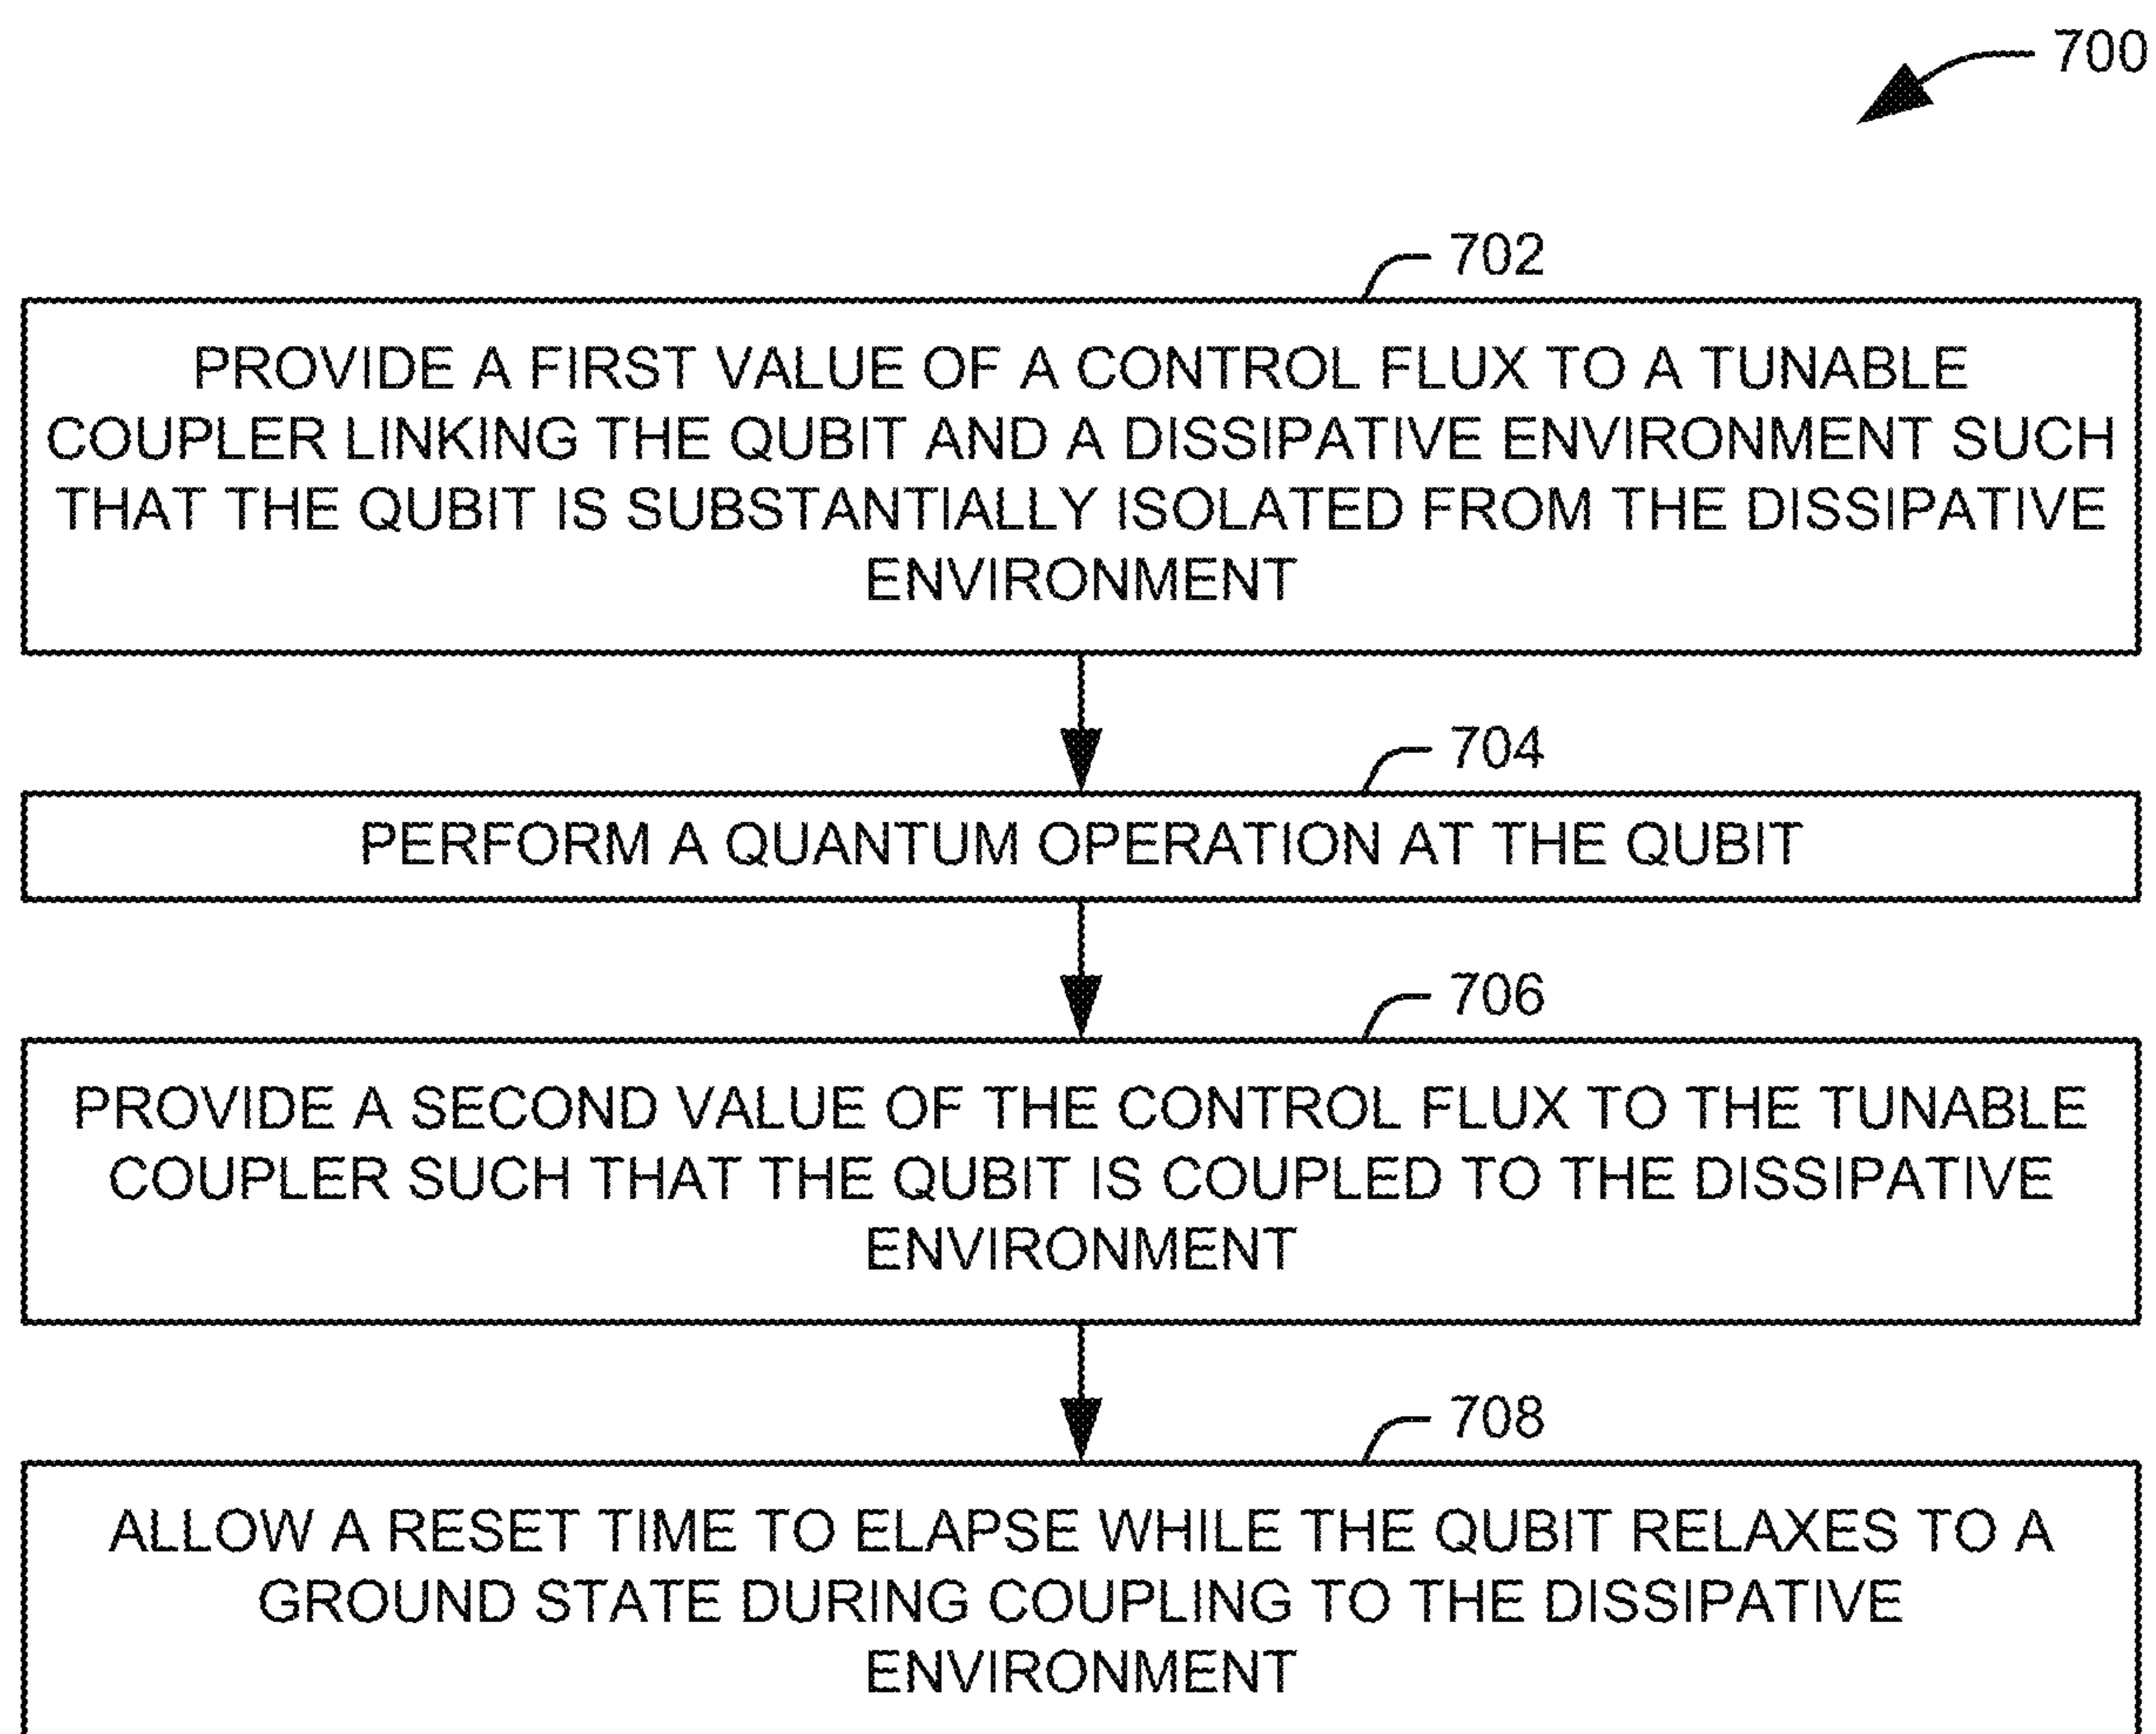 700
702
PROVIDE A FIRST VALUE OF A CONTROL FLUX TO A TUNABLE
COUPLER LINKING THE QUBIT AND A DISSIPATIVE ENVIRONMENT SUCH
THAT THE QUBIT IS SUBSTANTIALLY ISOLATED FROM THE DISSIPATIVE
ENVIRONMENT
704
PERFORM A QUANTUM OPERATION AT THE QUBIT
706
PROVIDE A SECOND VALUE OF THE CONTROL FLUX TO THE TUNABLE
COUPLER SUCH THAT THE QUBIT IS COUPLED TO THE DISSIPATIVE
ENVIRONMENT
708
ALLOW A RESET TIME TO ELAPSE WHILE THE QUBIT RELAXES TO A
GROUND STATE DURING COUPLING TO THE DISSIPATIVE
ENVIRONMENT